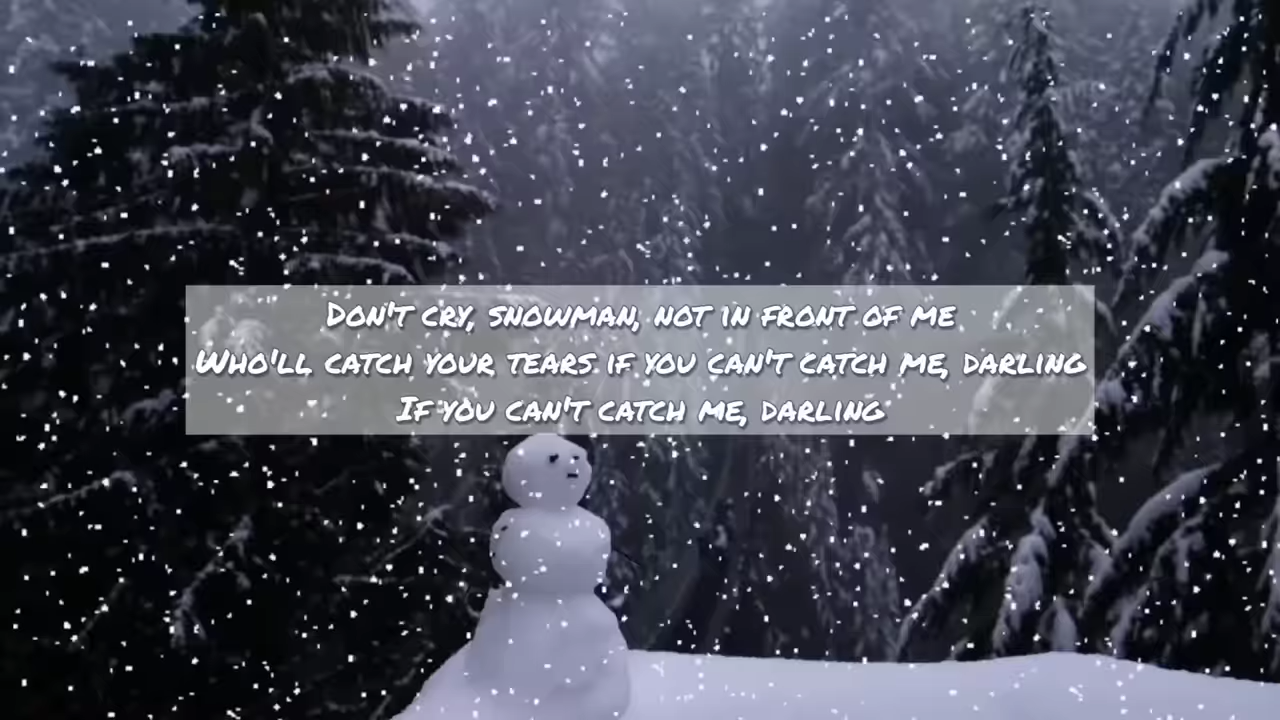 Don't cry, snowman, not in front of me
Who'll catch your tears if you can't catch me, darling
If you can't catch me, darling